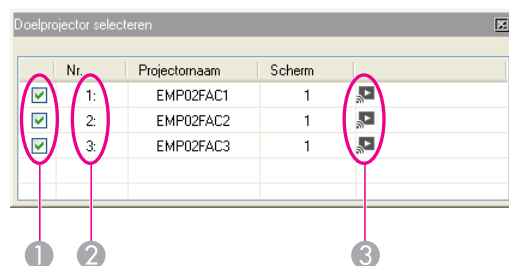 Doelprojector selecteren
Nr. Projectornaam Scherm
1: EMP02FAC1 1
2: EMP02FAC2 1
3: EMP02FAC3 1
1 2 3